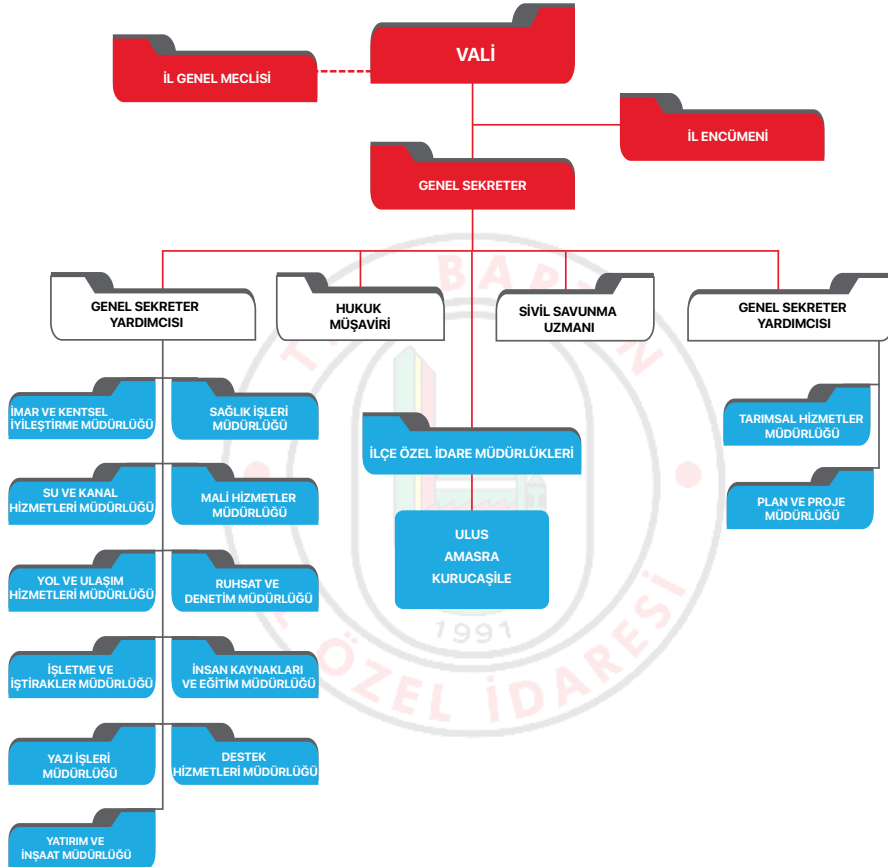 VALİ
İL GENEL MECLİSİ
İL ENCÜMENİ
GENEL SEKRETER
GENEL SEKRETER
YARDIMCISI
HUKUK
MÜŞAVİRİ
SİVİL SAVUNMA
UZMANI
GENEL SEKRETER
YARDIMCISI
İMAR VE KENTSEL
İYİLEŞTİRME MÜDÜRLÜĞÜ
SAĞLIK İŞLERİ
MÜDÜRLÜĞÜ
SU VE KANAL
HİZMETLERİ MÜDÜRLÜĞÜ
MALİ HİZMETLER
MÜDÜRLÜĞÜ
YOL VE ULAŞIM
HİZMETLERİ MÜDÜRLÜĞÜ
RUHSAT VE
DENETİM MÜDÜRLÜĞÜ
İŞLETME VE
İŞTİRAKLER MÜDÜRLÜĞÜ
İNSAN KAYNAKLARI
VE EĞİTİM MÜDÜRLÜĞÜ
YAZI İŞLERİ
MÜDÜRLÜĞÜ
DESTEK
HİZMETLERİ MÜDÜRLÜĞÜ
YATIRIM VE
İNŞAAT MÜDÜRLÜĞÜ
İLÇE ÖZEL İDARE MÜDÜRLÜKLERİ
ULUS
AMASRA
KURUCAŞİLE
TARIMSAL HİZMETLER
MÜDÜRLÜĞÜ
PLAN VE PROJE
MÜDÜRLÜĞÜ
1991
ÖZEL İDARESİ